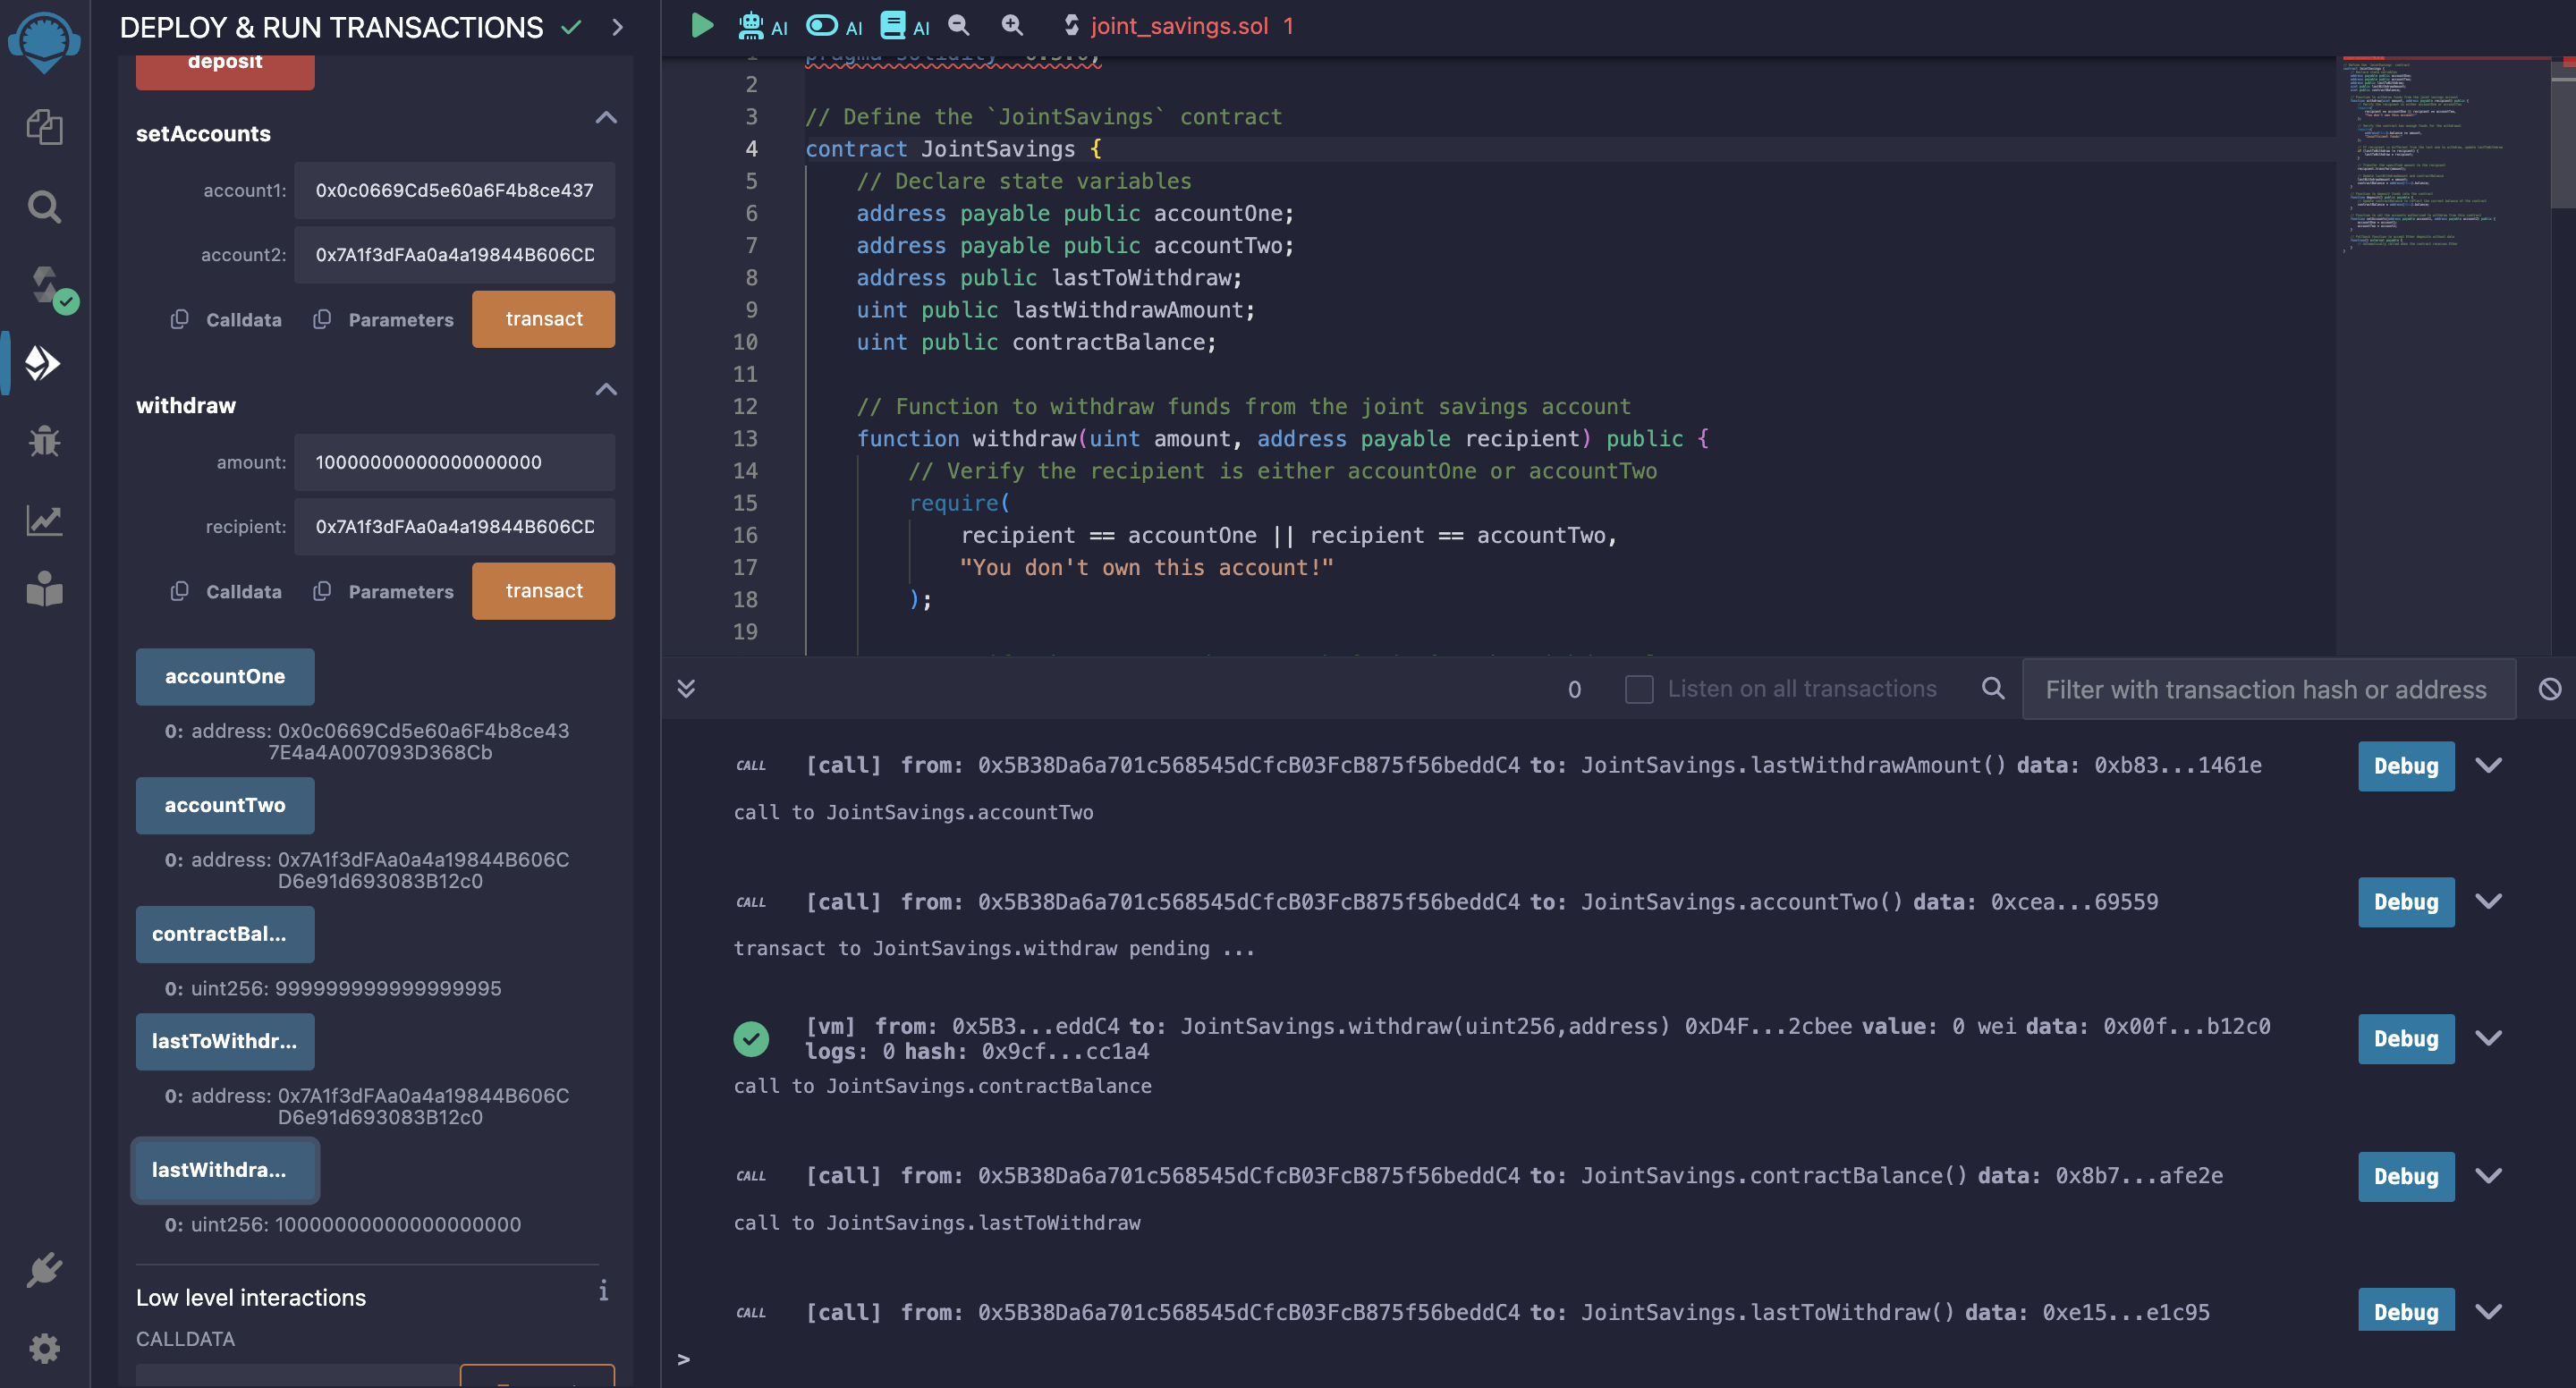 DEPLOY & RUN TRANSACTIONS
deposit
setAccounts
account1: 0x0c0669Cd5e60a6F4b8ce437
account2: 0x7A1f3dFAa0a4a19844B606CD
Calldata Parameters transact
withdraw
amount: 10000000000000000000
recipient: 0x7A1f3dFAa0a4a19844B606CD
Calldata Parameters transact
accountOne
0: address: 0x0c0669Cd5e60a6F4b8ce43
7E4a4A007093D368Cb
accountTwo
0: address: 0x7A1f3dFAa0a4a19844B606C
D6e91d693083B12c0
contractBal...
0: uint256: 999999999999999995
lastToWithdr...
0: address: 0x7A1f3dFAa0a4a19844B606C
D6e91d693083B12c0
lastWithdra...
0: uint256: 10000000000000000000
Low level interactions
i
CALLDATA
AI AI AI joint_savings.sol 1
1 pragma solidity
2
3 // Define the `JointSavings` contract
4 contract JointSavings {
5 // Declare state variables
6 address payable public accountOne;
7 address payable public accountTwo;
8 address public lastToWithdraw;
9 uint public lastWithdrawAmount;
10 uint public contractBalance;
11
12 // Function to withdraw funds from the joint savings account
13 function withdraw(uint amount, address payable recipient) public {
14 // Verify the recipient is either accountOne or accountTwo
15 require(
16 recipient == accountOne || recipient == accountTwo,
17 "You don't own this account!"
18 );
19
0 Listen on all transactions Filter with transaction hash or address
CALL [call] from: 0x5B38Da6a701c568545dCfcB03FcB875f56beddC4 to: JointSavings.lastWithdrawAmount() data: 0xb83...1461e Debug
call to JointSavings.accountTwo
CALL [call] from: 0x5B38Da6a701c568545dCfcB03FcB875f56beddC4 to: JointSavings.accountTwo() data: 0xcea...69559 Debug
transact to JointSavings.withdraw pending ...
[vm] from: 0x5B3...eddC4 to: JointSavings.withdraw(uint256,address) 0xD4F...2cbee value: 0 wei data: 0x00f...b12c0 Debug
logs: 0 hash: 0x9cf...cc1a4
call to JointSavings.contractBalance
CALL [call] from: 0x5B38Da6a701c568545dCfcB03FcB875f56beddC4 to: JointSavings.contractBalance() data: 0x8b7...afe2e Debug
call to JointSavings.lastToWithdraw
CALL [call] from: 0x5B38Da6a701c568545dCfcB03FcB875f56beddC4 to: JointSavings.lastToWithdraw() data: 0xe15...e1c95 Debug
>